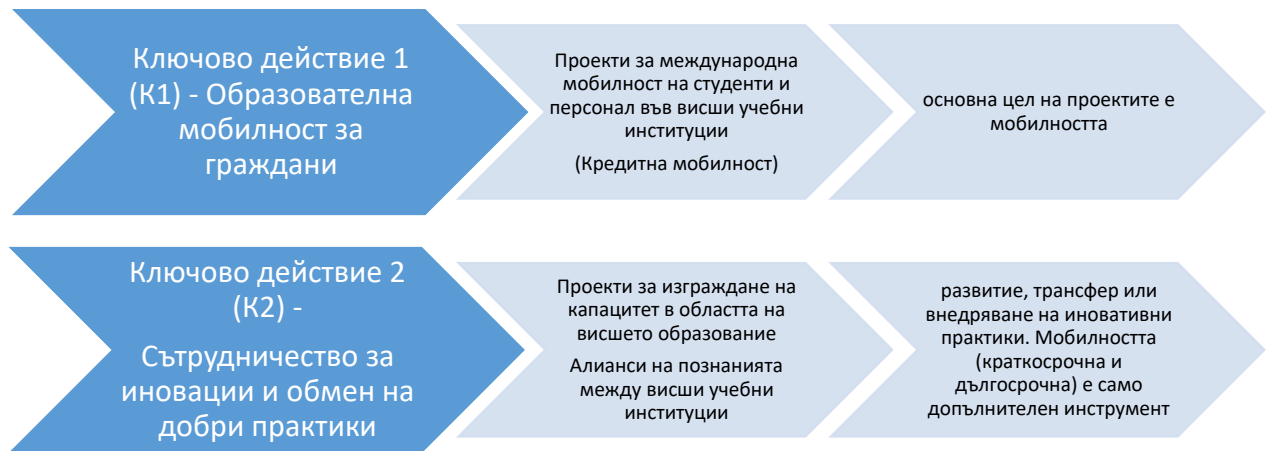 Ключово действие 1
(К1) - Образователна
мобилност за
граждани
Проекти за международна
мобилност на студенти и
персонал във висши учебни
институции
(Кредитна мобилност)
основна цел на проектите е
мобилността
Ключово действие 2
(К2) -
Сътрудничество за
иновации и обмен на
добри практики
Проекти за изграждане на
капацитет в областта на
висшето образование
Алианси на познанията
между висши учебни
институции
развитие, трансфер или
внедряване на иновативни
практики. Мобилността
(краткосрочна и
дългосрочна) е само
допълнителен инструмент